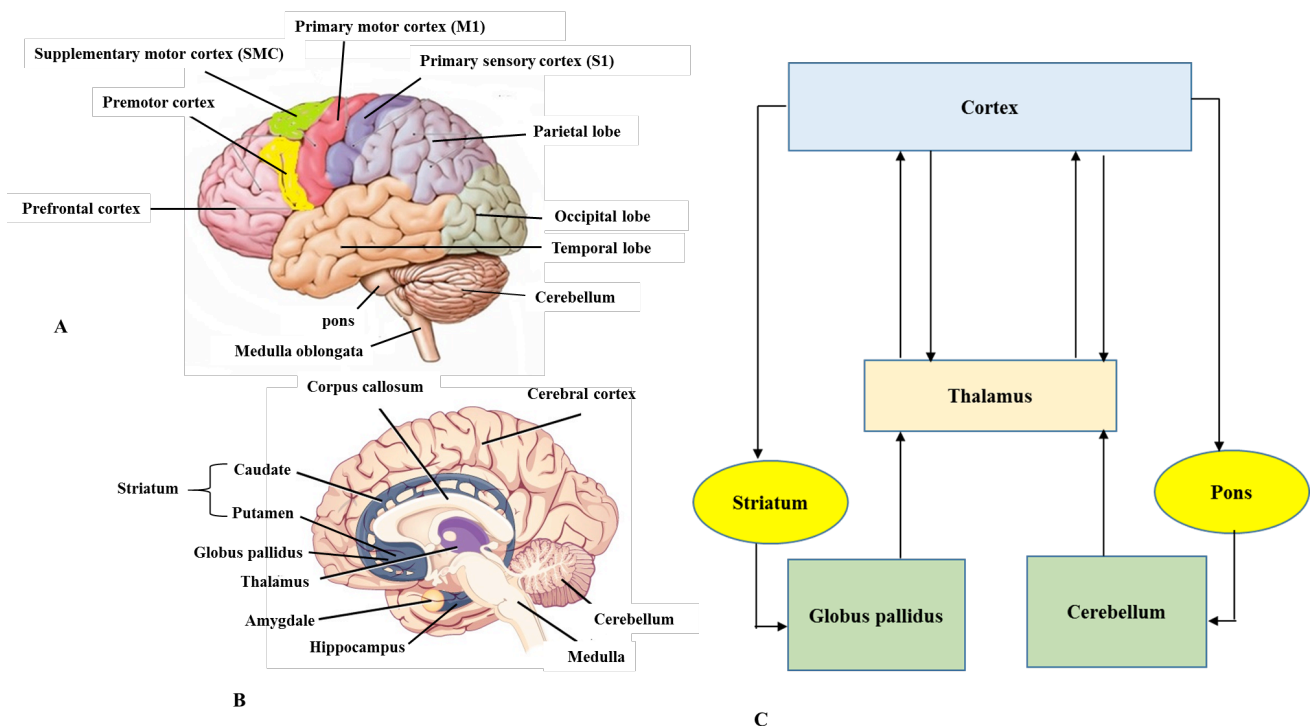 Primary motor cortex (M1)
Supplementary motor cortex (SMC)
Primary sensory cortex (S1)
Premotor cortex
Parietal lobe
Prefrontal cortex
Occipital lobe
Temporal lobe
Cerebellum
pons
Medulla oblongata
A
Corpus callosum
Cerebral cortex
Caudate
Striatum
Putamen
Globus pallidus
Thalamus
Amygdale
Hippocampus
Cerebellum
Medulla
B
Cortex
Thalamus
Striatum
Pons
Globus pallidus
Cerebellum
C